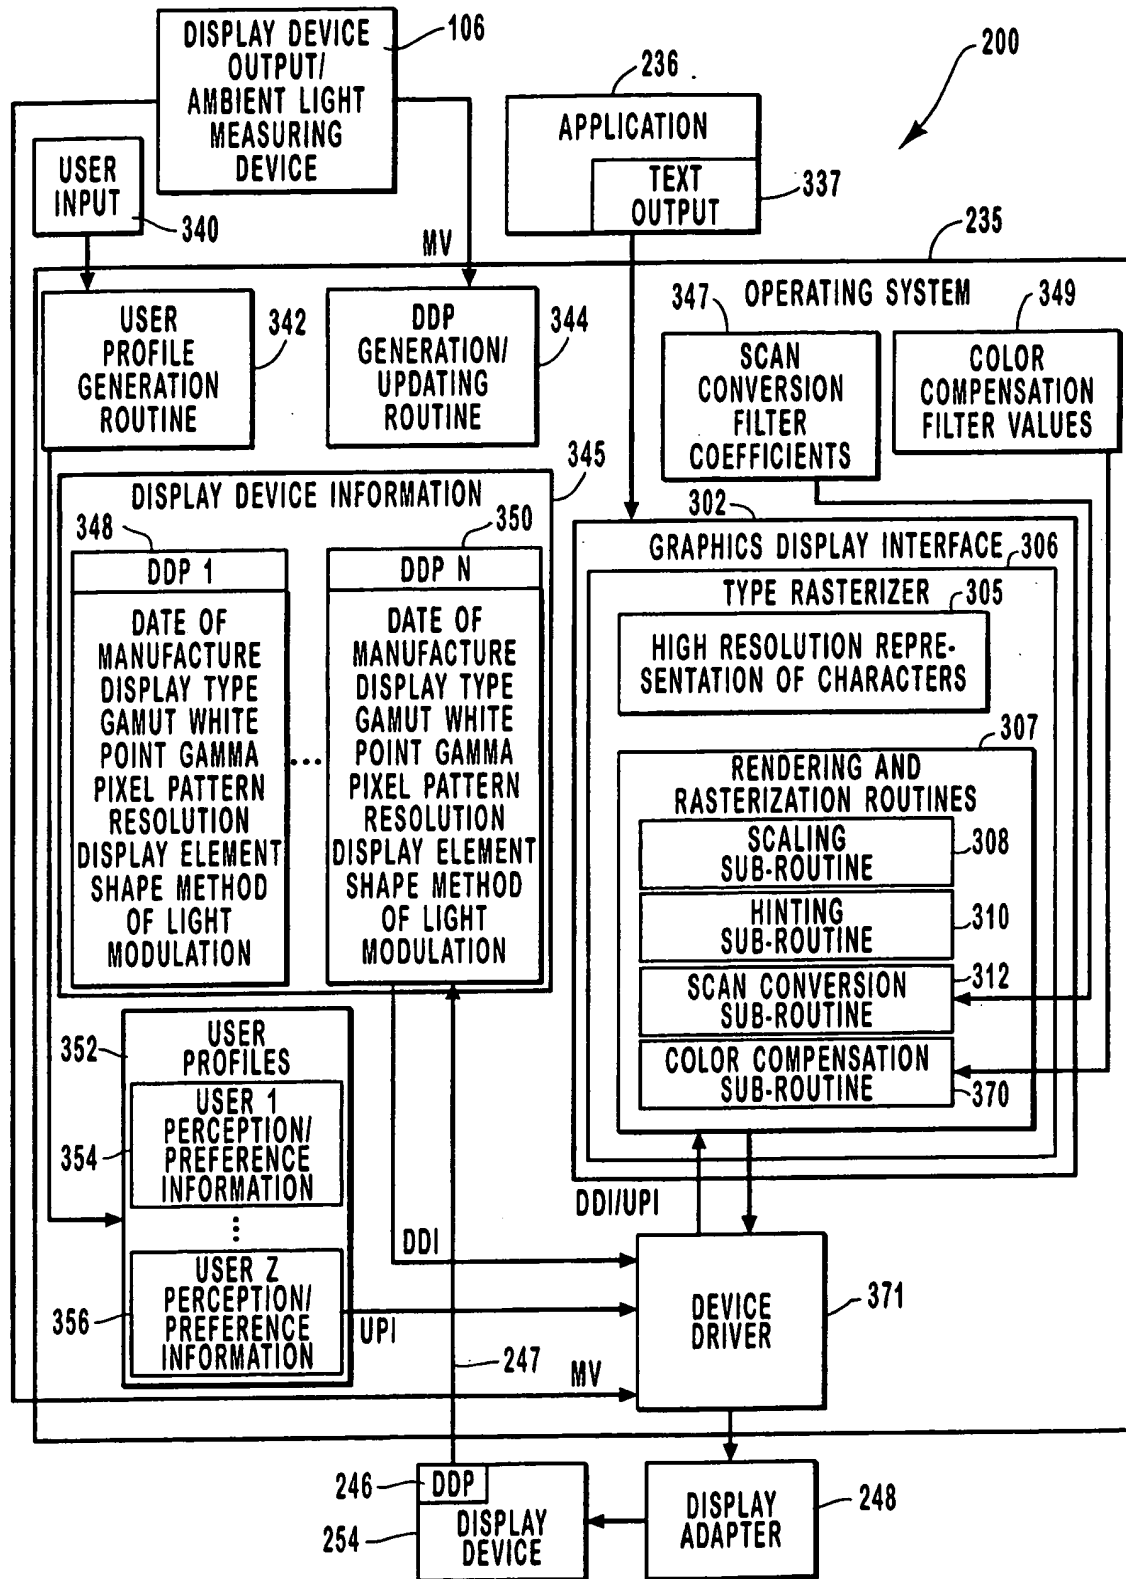 DISPLAY DEVICE
OUTPUT/
AMBIENT LIGHT
MEASURING
DEVICE
106
200
236
APPLICATION
TEXT
OUTPUT
337
USER
INPUT
340
MV
235
OPERATING SYSTEM
USER
PROFILE
GENERATION
ROUTINE
342
DDP
GENERATION/
UPDATING
ROUTINE
344
347
SCAN
CONVERSION
FILTER
COEFFICIENTS
349
COLOR
COMPENSATION
FILTER VALUES
345
DISPLAY DEVICE INFORMATION
348
DDP 1
DATE OF
MANUFACTURE
DISPLAY TYPE
GAMUT WHITE
POINT GAMMA
PIXEL PATTERN
RESOLUTION
DISPLAY ELEMENT
SHAPE METHOD
OF LIGHT
MODULATION
...
350
DDP N
DATE OF
MANUFACTURE
DISPLAY TYPE
GAMUT WHITE
POINT GAMMA
PIXEL PATTERN
RESOLUTION
DISPLAY ELEMENT
SHAPE METHOD
OF LIGHT
MODULATION
302
GRAPHICS DISPLAY INTERFACE
306
TYPE RASTERIZER
305
HIGH RESOLUTION REPRE-
SENTATION OF CHARACTERS
307
RENDERING AND
RASTERIZATION ROUTINES
SCALING
SUB-ROUTINE
308
HINTING
SUB-ROUTINE
310
SCAN CONVERSION
SUB-ROUTINE
312
COLOR COMPENSATION
SUB-ROUTINE
370
352
USER
PROFILES
354
USER 1
PERCEPTION/
PREFERENCE
INFORMATION
...
356
USER Z
PERCEPTION/
PREFERENCE
INFORMATION
DDI/UPI
DDI
UPI
MV
247
DEVICE
DRIVER
371
246
DDP
254
DISPLAY
DEVICE
DISPLAY
ADAPTER
248